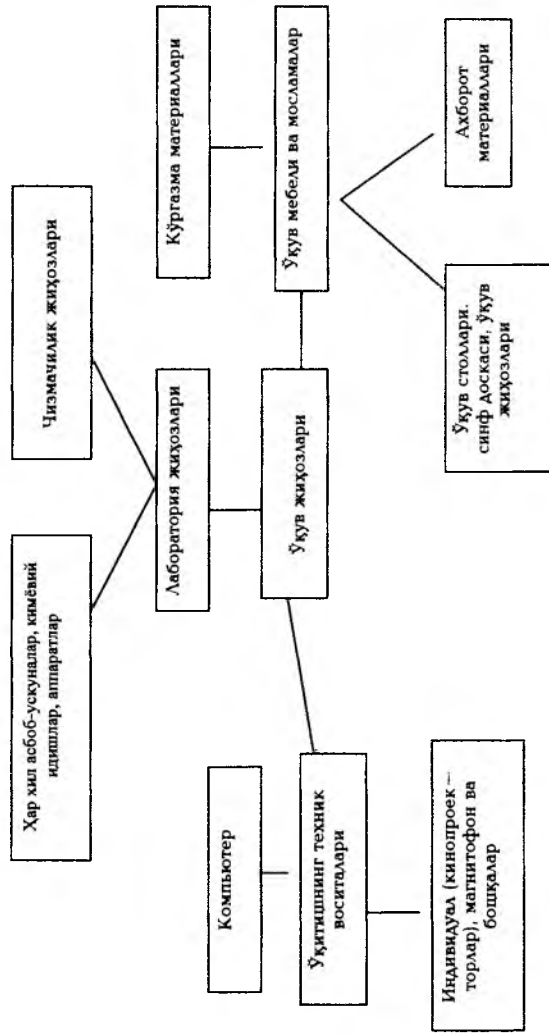 Ҳар хил асбоб-ускуналар, кимёвий
идишлар, аппаратлар
Чизмачилик жиҳозлари
Лаборатория жиҳозлари
Кўргазма материаллари
Компьютер
Ўқитишнинг техник
воситалари
Ўқув жиҳозлари
Ўқув мебели ва мосламалар
Индивидуал (кинопроек—
торлар), магнитофон ва
бошқалар
Ўқув столлари.
синф доскаси, ўқув
жиҳозлари
Ахборот
материаллари